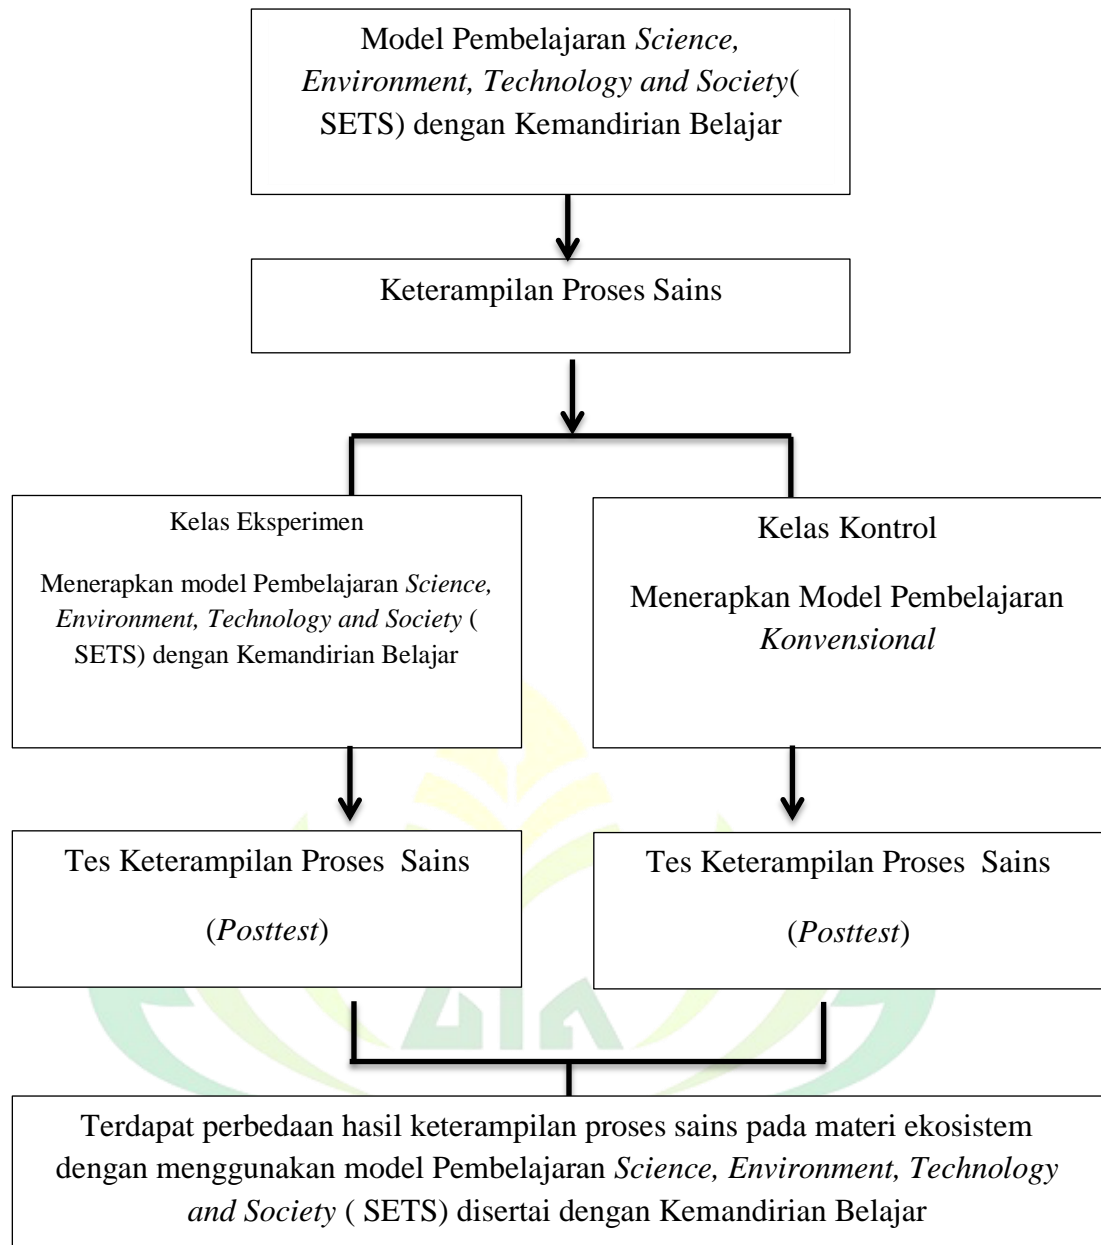 Model Pembelajaran Science,
Environment, Technology and Society(
SETS) dengan Kemandirian Belajar
Keterampilan Proses Sains
Kelas Eksperimen
Menerapkan model Pembelajaran Science,
Environment, Technology and Society (
SETS) dengan Kemandirian Belajar
Kelas Kontrol
Menerapkan Model Pembelajaran
Konvensional
Tes Keterampilan Proses  Sains
(Posttest)
Tes Keterampilan Proses  Sains
(Posttest)
Terdapat perbedaan hasil keterampilan proses sains pada materi ekosistem
dengan menggunakan model Pembelajaran Science, Environment, Technology
and Society ( SETS) disertai dengan Kemandirian Belajar